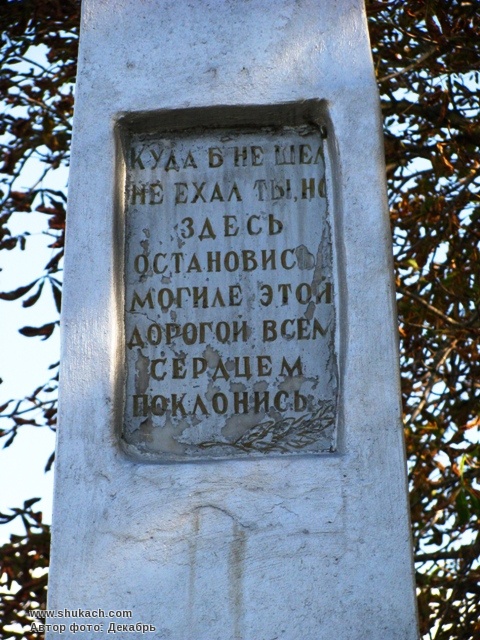 КУДА Б НЕ ШЕЛ
НЕ ЕХАЛ ТЫ, НО
ЗДЕСЬ
ОСТАНОВИСЬ
МОГИЛЕ ЭТОЙ
ДОРОГОЙ ВСЕМ
СЕРДЦЕМ
ПОКЛОНИСЬ
www.shukach.com
Автор фото: Декабрь